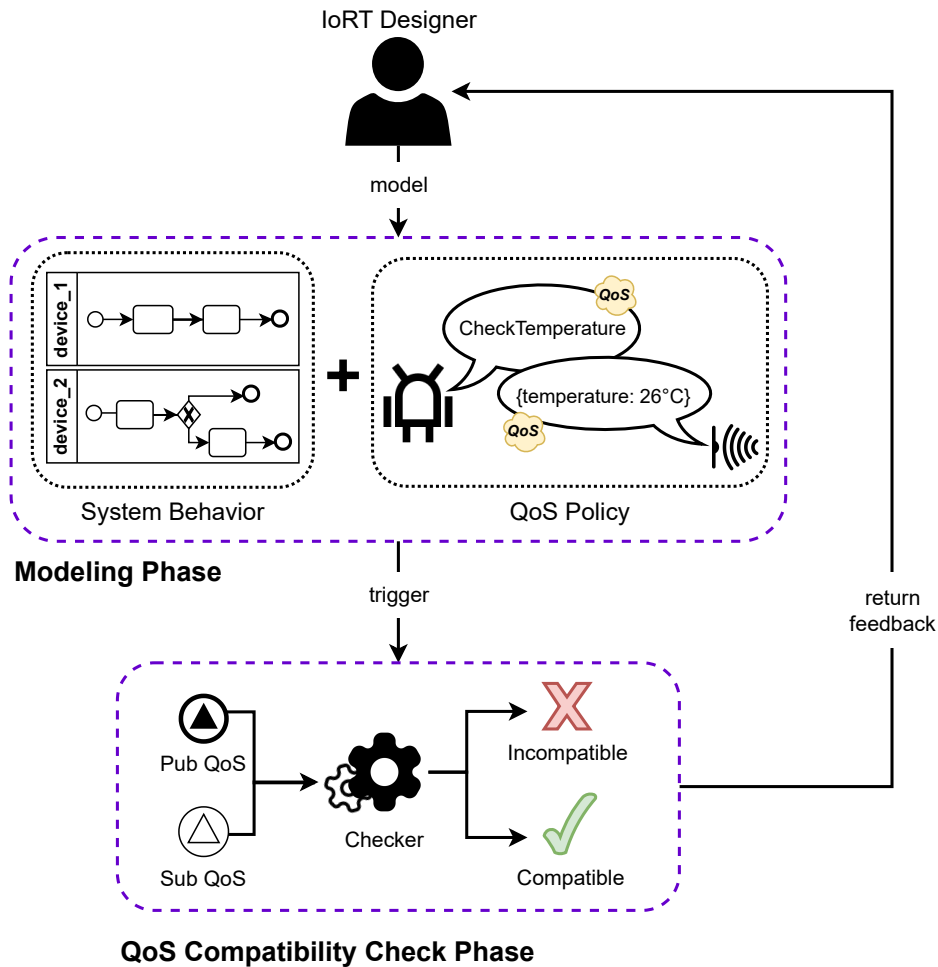 IoRT Designer
model
device_1
device_2
QoS
CheckTemperature
{temperature: 26°C}
QoS
System Behavior
QoS Policy
Modeling Phase
trigger
return
feedback
Pub QoS
Sub QoS
Checker
Incompatible
Compatible
QoS Compatibility Check Phase